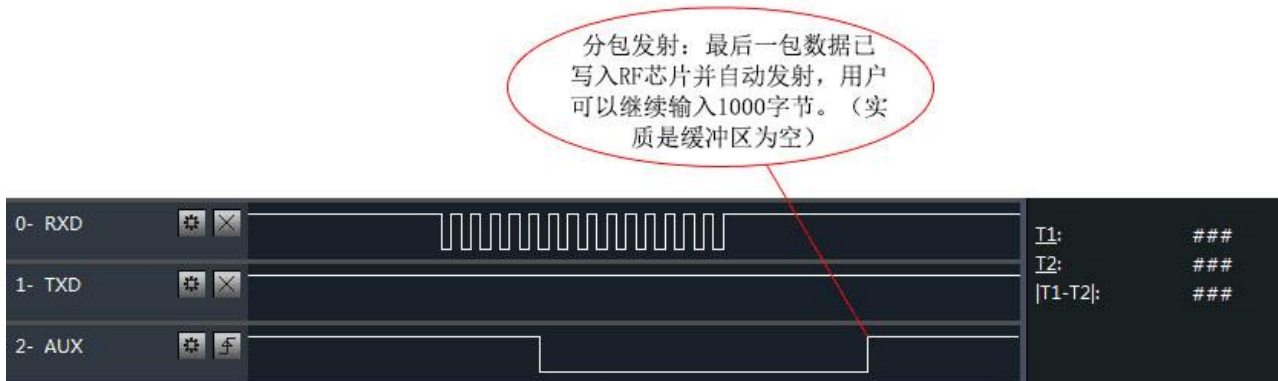 分包发射：最后一包数据已
写入RF芯片并自动发射，用户
可以继续输入1000字节。（实
质是缓冲区为空）
0- RXD
1- TXD
2- AUX
T1: ###
T2: ###
|T1-T2|: ###